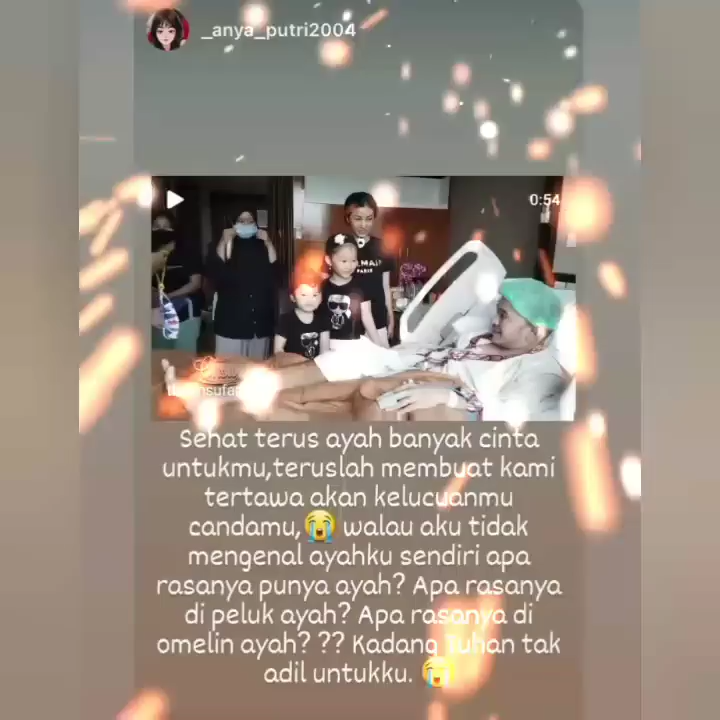 _anya_putri2004
0:54
PARIS
Sehat terus ayah banyak cinta
untukmu,teruslah membuat kami
tertawa akan kelucuanmu
candamu,😭 walau aku tidak
mengenal ayahku sendiri apa
rasanya punya ayah? Apa rasanya
di peluk ayah? Apa rasanya di
omelin ayah? ?? Kadang Tuhan tak
adil untukku. 😭